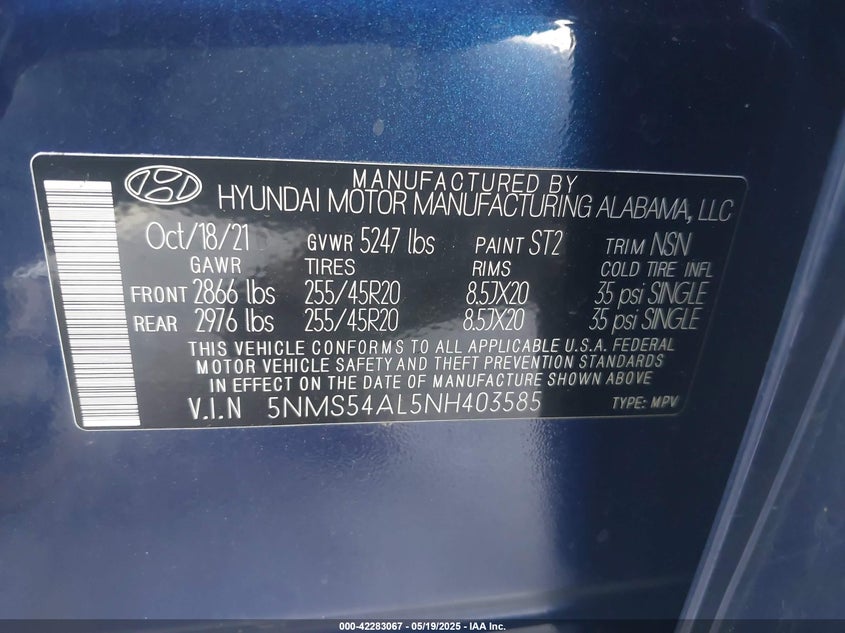 MANUFACTURED BY
HYUNDAI MOTOR MANUFACTURING ALABAMA, LLC
Oct/18/21 GVWR 5247 lbs PAINT ST2 TRIM NSN
GAWR TIRES RIMS COLD TIRE INFL
FRONT 2866 lbs 255/45R20 8.5JX20 35 psi SINGLE
REAR 2976 lbs 255/45R20 8.5JX20 35 psi SINGLE
THIS VEHICLE CONFORMS TO ALL APPLICABLE U.S.A. FEDERAL
MOTOR VEHICLE SAFETY AND THEFT PREVENTION STANDARDS
IN EFFECT ON THE DATE OF MANUFACTURE SHOWN ABOVE
V.I.N 5NMS54AL5NH403585 TYPE: MPV
000-42283067 - 05/19/2025 - IAA Inc.